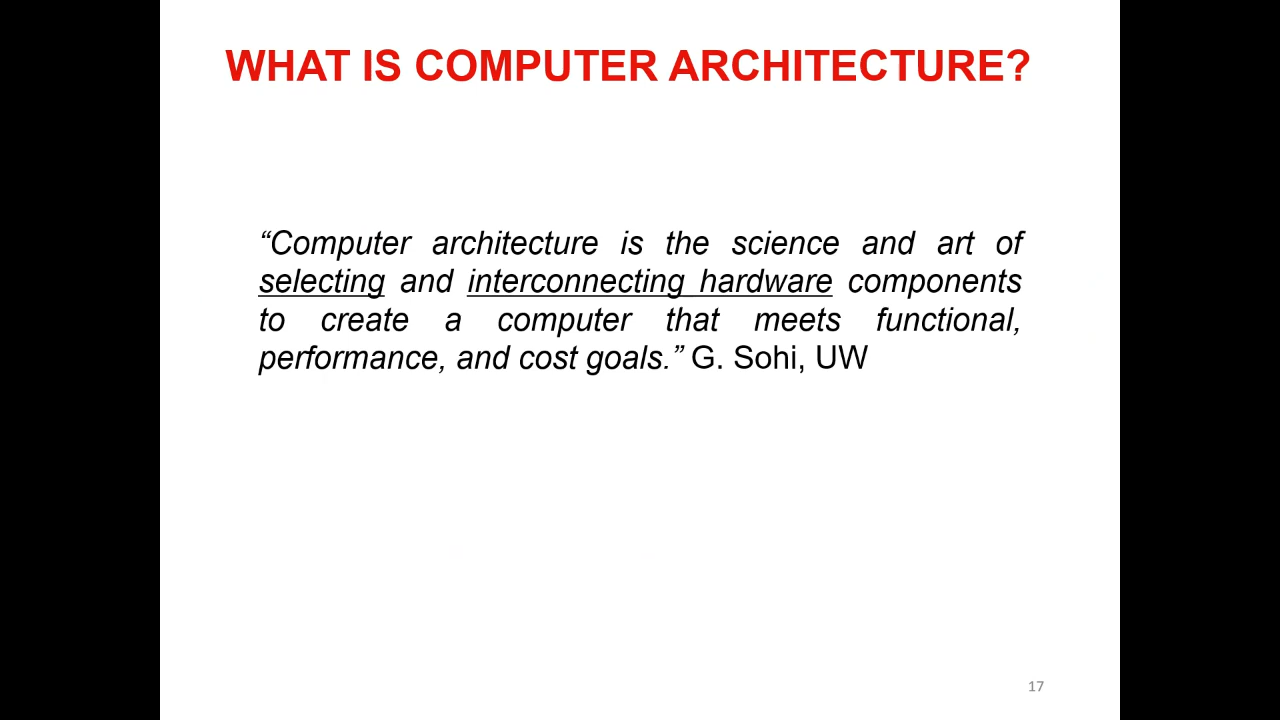 WHAT IS COMPUTER ARCHITECTURE?
“Computer architecture is the science and art of
selecting and interconnecting hardware components
to create a computer that meets functional,
performance, and cost goals.” G. Sohi, UW
17